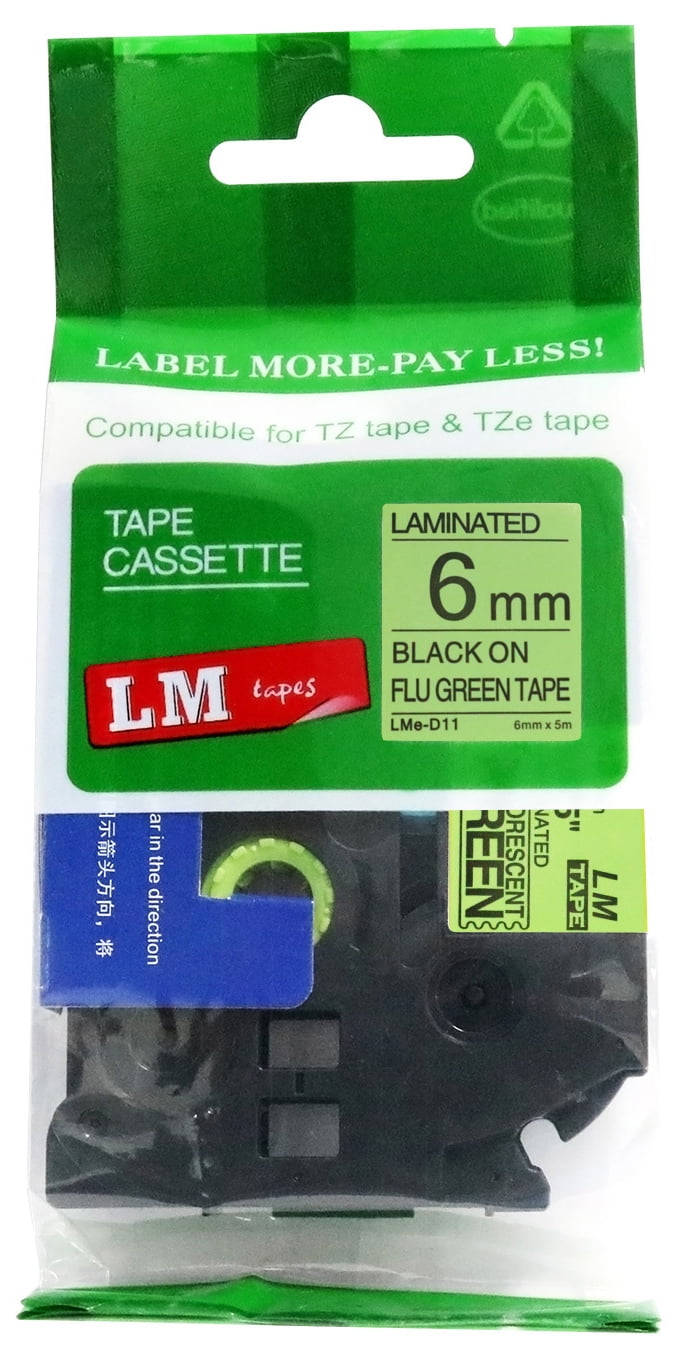 LABEL MORE-PAY LESS!
Compatible for TZ tape & TZe tape
TAPE
CASSETTE
LM tapes
LAMINATED
6 mm
BLACK ON
FLU GREEN TAPE
LMe-D11 6mm x 5m
ar in the direction
示箭头方向，将
LM
TAPE
NATED
ORESCENT
REEN